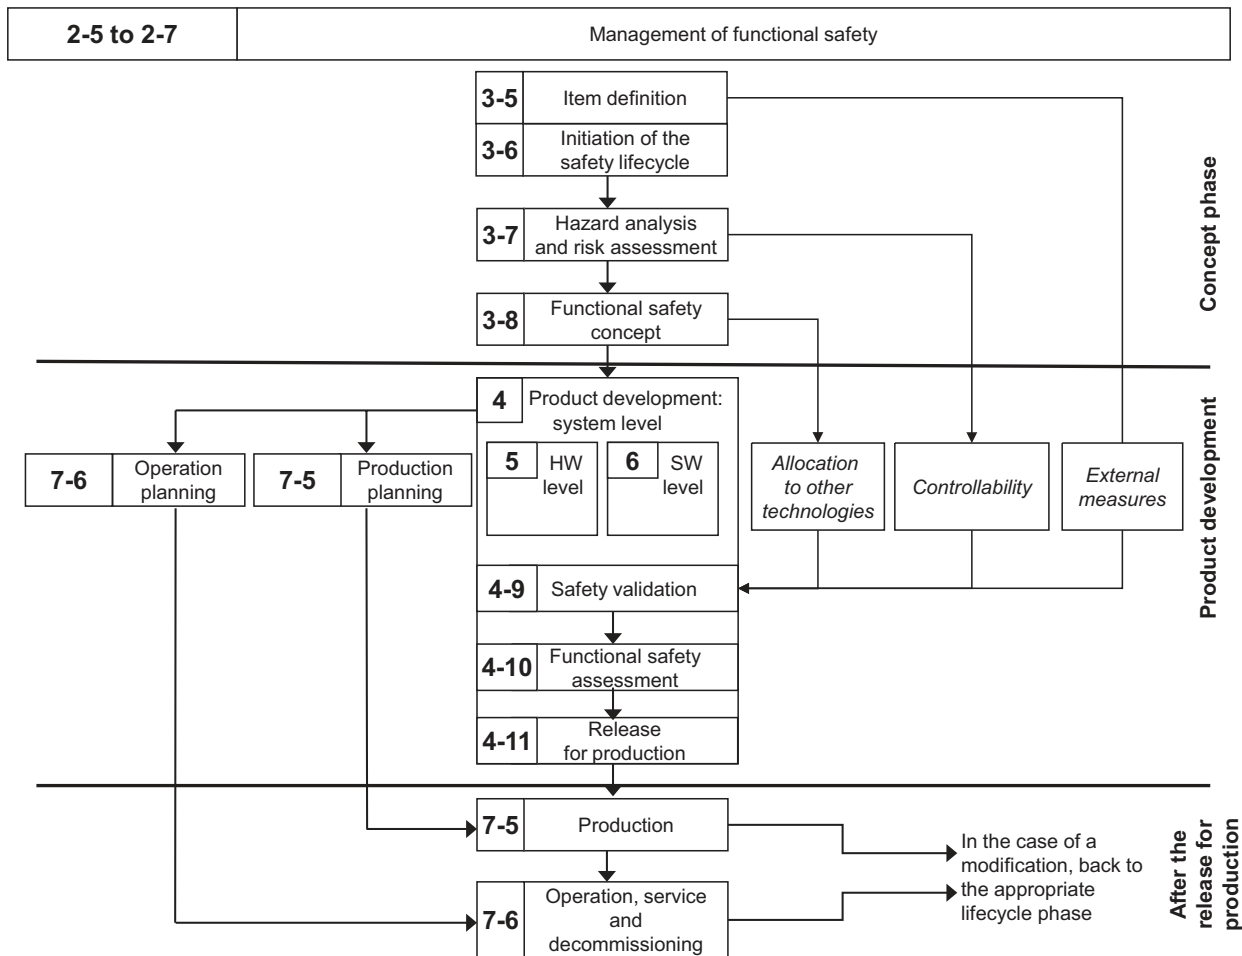 2-5 to 2-7
Management of functional safety
3-5
Item definition
3-6
Initiation of the
safety lifecycle
3-7
Hazard analysis
and risk assessment
3-8
Functional safety
concept
Concept phase
4
Product development:
system level
5
HW
level
6
SW
level
7-6
Operation
planning
7-5
Production
planning
Allocation
to other
technologies
Controllability
External
measures
Product development
4-9
Safety validation
4-10
Functional safety
assessment
4-11
Release
for production
7-5
Production
7-6
Operation, service
and
decommissioning
In the case of a
modification, back to
the appropriate
lifecycle phase
After the
release for
production